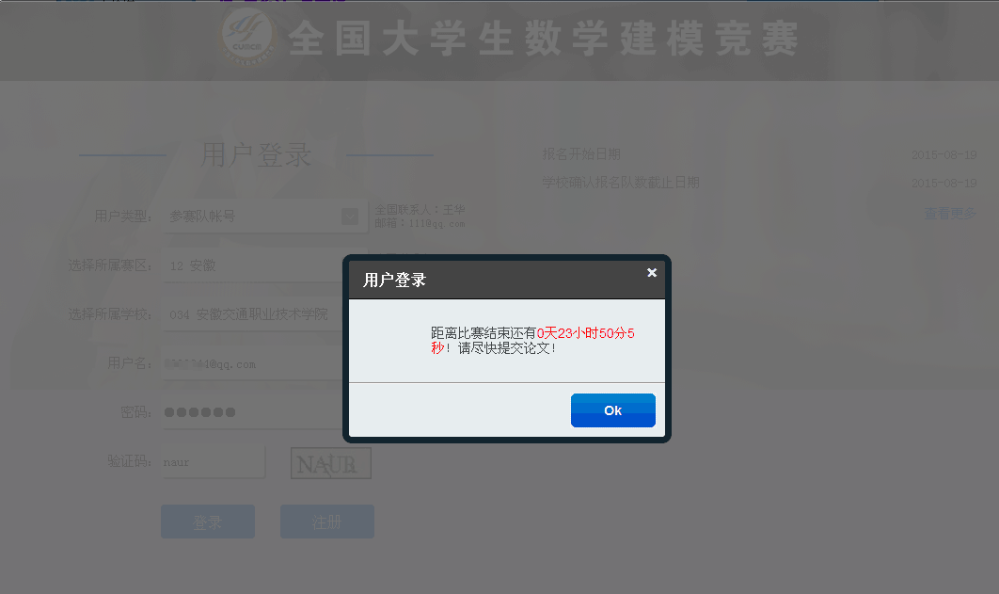 CUMCM
全国大学生数学建模竞赛
用户登录
报名开始日期 2015-08-19
学校确认报名队数截止日期 2015-08-19
查看更多
用户类型： 参赛队帐号
全国联系人：王华
邮箱：111@qq.com
选择所属赛区： 12 安徽
选择所属学校： 034 安徽交通职业技术学院
用户名： 4@qq.com
密码：
验证码： naur NAUR
登录 注册
用户登录
距离比赛结束还有0天23小时50分5
秒！请尽快提交论文！
Ok